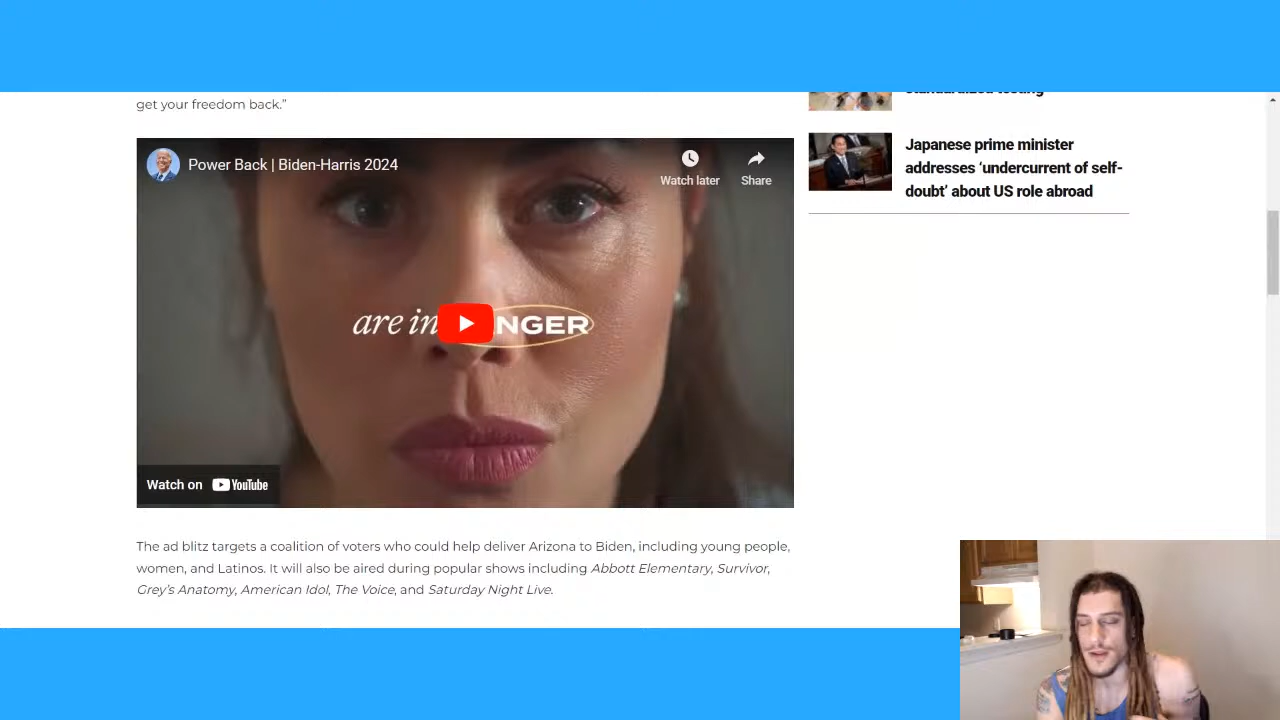 get your freedom back.”
Power Back | Biden-Harris 2024
Watch later
Share
are in NGER
Watch on YouTube
The ad blitz targets a coalition of voters who could help deliver Arizona to Biden, including young people,
women, and Latinos. It will also be aired during popular shows including Abbott Elementary, Survivor,
Grey’s Anatomy, American Idol, The Voice, and Saturday Night Live.
Japanese prime minister
addresses ‘undercurrent of self-
doubt’ about US role abroad